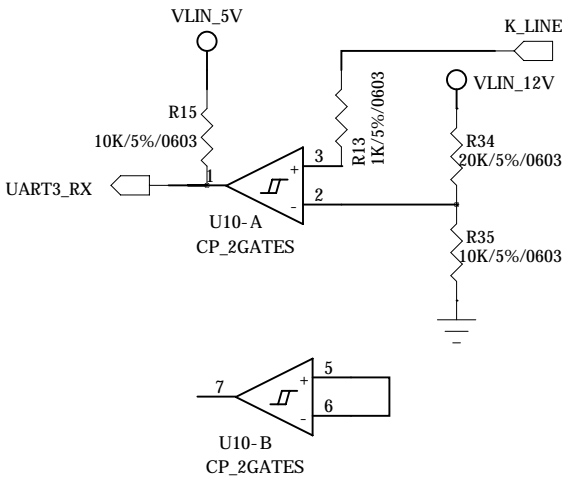 VLIN_5V
K_LINE
VLIN_12V
R15
10K/5%/0603
R13
1K/5%/0603
R34
20K/5%/0603
UART3_RX
1
3
+
2
-
U10-A
CP_2GATES
R35
10K/5%/0603
7
5
+
6
-
U10-B
CP_2GATES